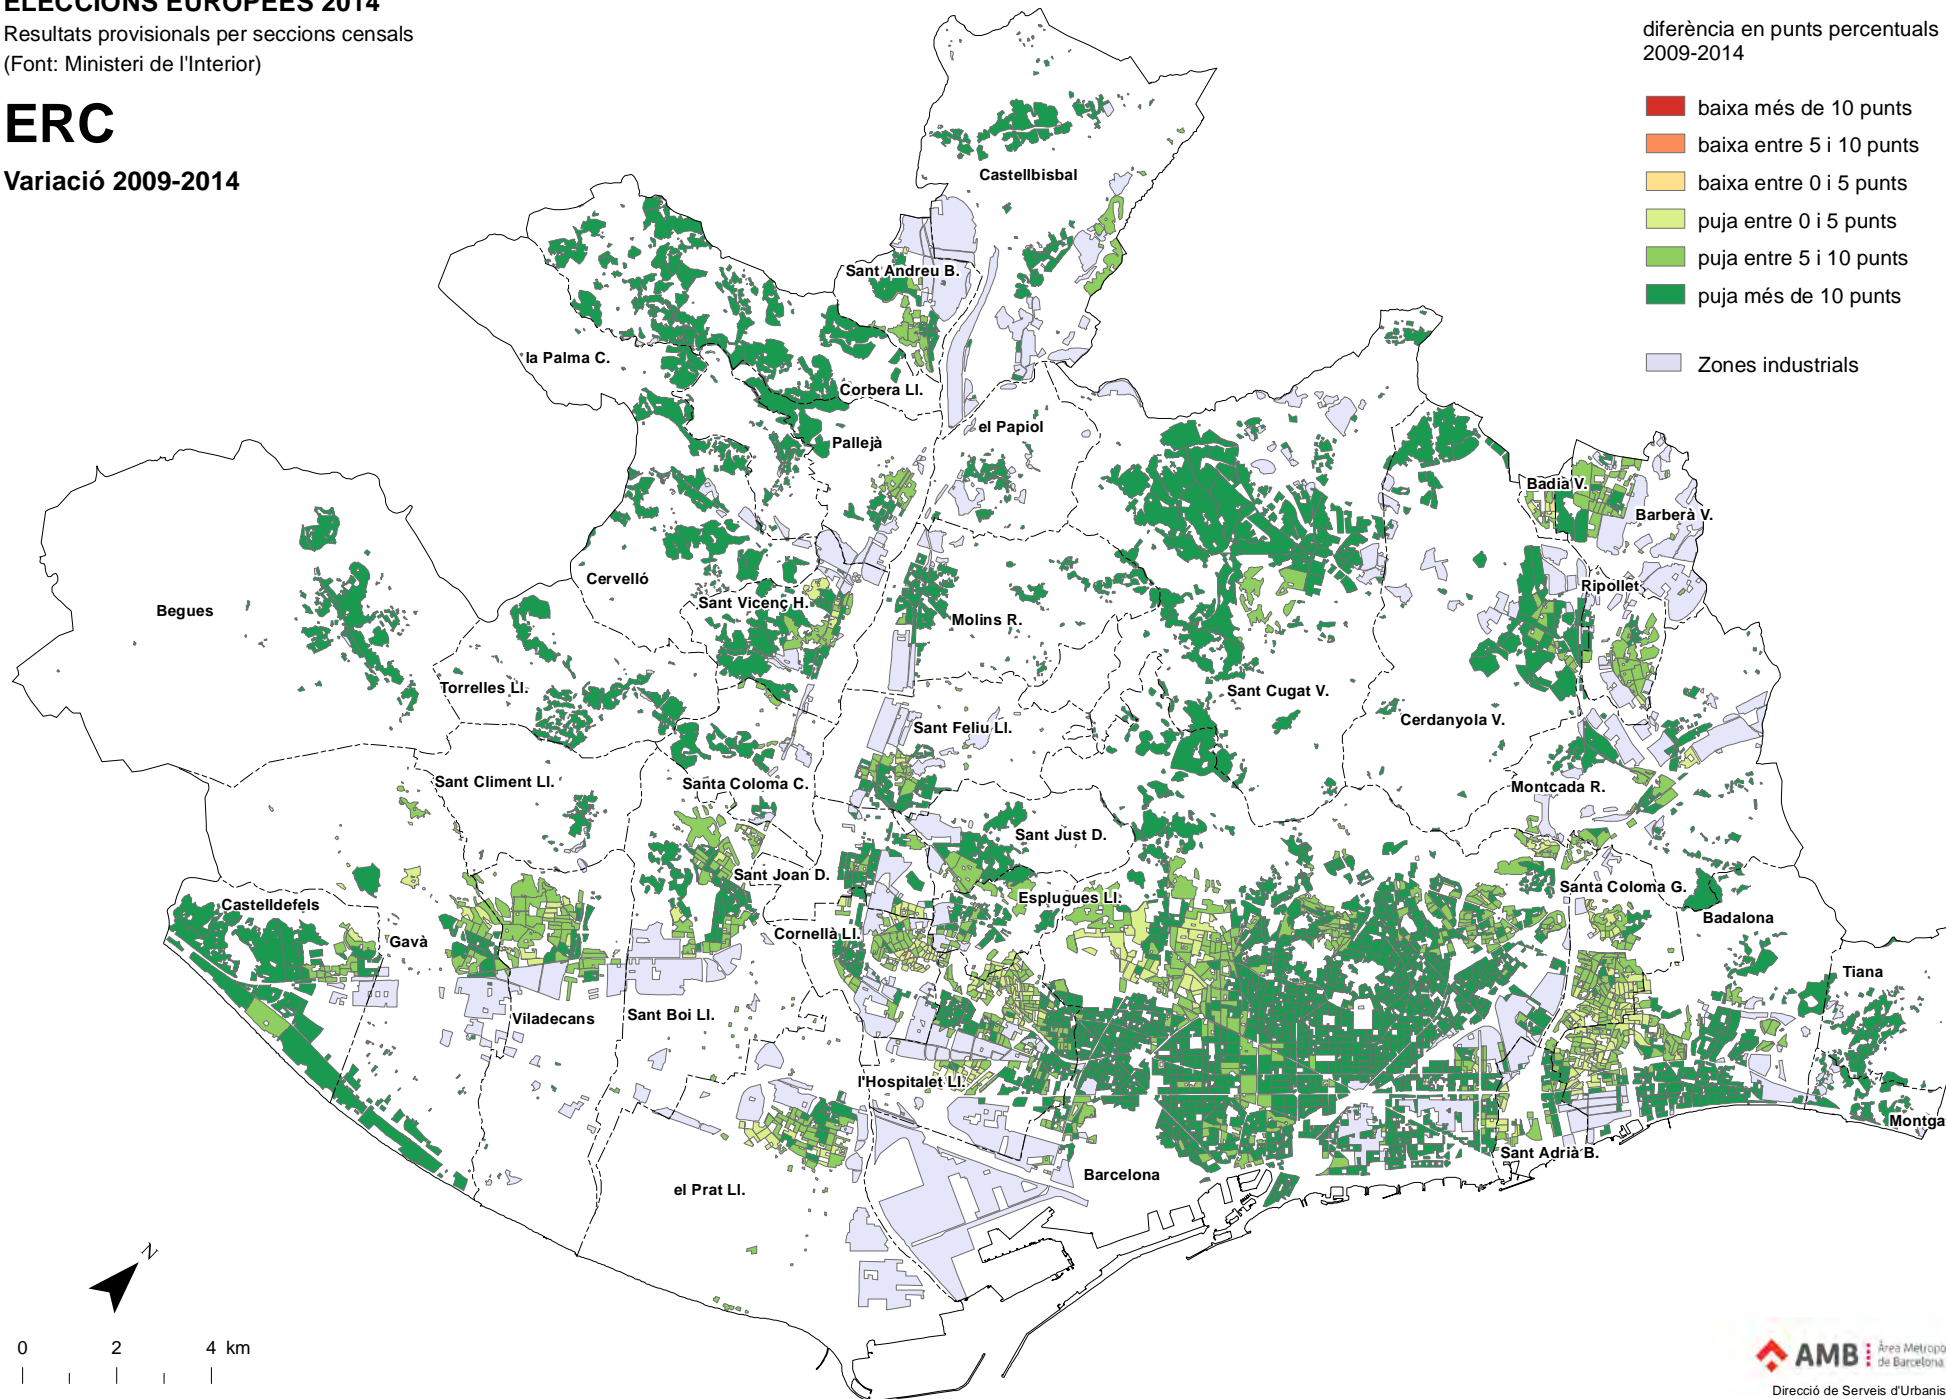 ELECCIONS EUROPEES 2014
Resultats provisionals per seccions censals
(Font: Ministeri de l'Interior)
ERC
Variació 2009-2014
diferència en punts percentuals
2009-2014
baixa més de 10 punts
baixa entre 5 i 10 punts
baixa entre 0 i 5 punts
puja entre 0 i 5 punts
puja entre 5 i 10 punts
puja més de 10 punts
Zones industrials
Castellbisbal
Sant Andreu B.
la Palma C.
Corbera Ll.
el Papiol
Pallejà
Badia V.
Barberà V.
Cervelló
Ripollet
Sant Vicenç H.
Begues
Molins R.
Torrelles Ll.
Sant Cugat V.
Cerdanyola V.
Sant Feliu Ll.
Sant Climent Ll.
Santa Coloma C.
Montcada R.
Sant Just D.
Sant Joan D.
Santa Coloma G.
Esplugues Ll.
Castelldefels
Badalona
Cornellà Ll.
Gavà
Tiana
Viladecans
Sant Boi Ll.
l'Hospitalet Ll.
Montga
Sant Adrià B.
Barcelona
el Prat Ll.
N
0 2 4 km
AMB
Àrea Metropo
de Barcelona
Direcció de Serveis d'Urbanis